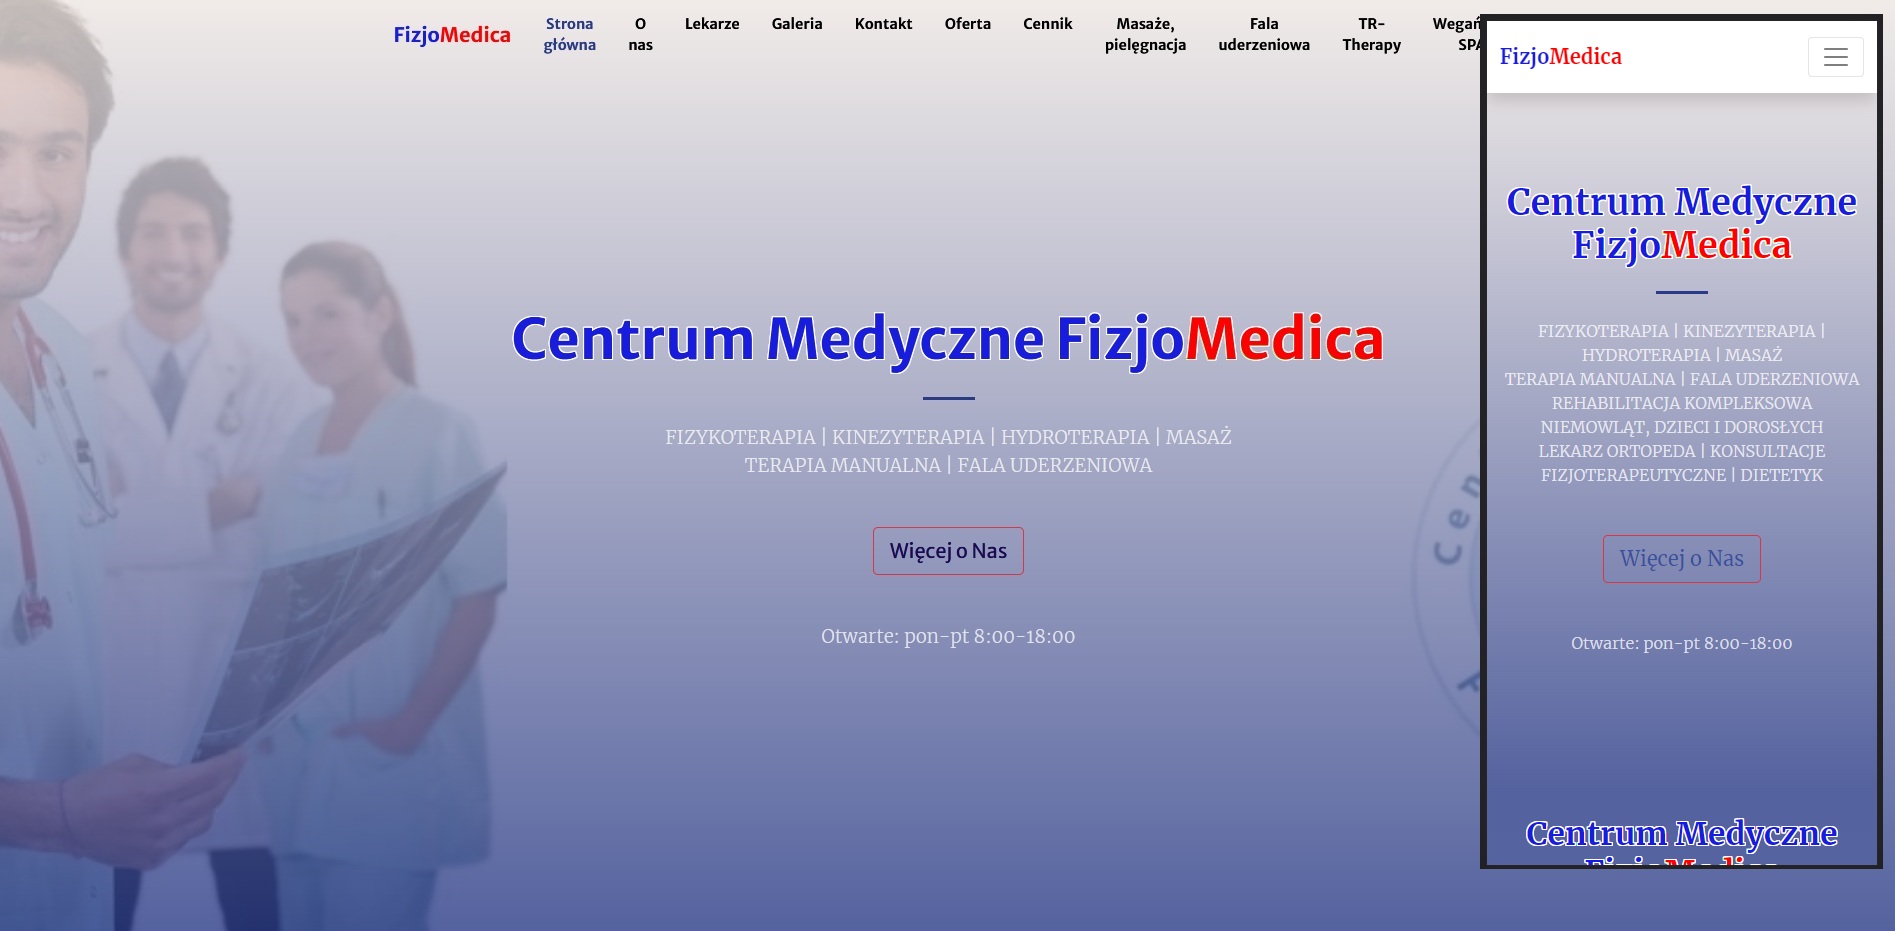 FizjoMedica
Strona główna
O nas
Lekarze
Galeria
Kontakt
Oferta
Cennik
Masaże, pielęgnacja
Fala uderzeniowa
TR-Therapy
Centrum Medyczne FizjoMedica
FIZYKOTERAPIA | KINEZYTERAPIA | HYDROTERAPIA | MASAŻ
TERAPIA MANUALNA | FALA UDERZENIOWA
Więcej o Nas
Otwarte: pon-pt 8:00-18:00
FizjoMedica
Centrum Medyczne
FizjoMedica
FIZYKOTERAPIA | KINEZYTERAPIA |
HYDROTERAPIA | MASAŻ
TERAPIA MANUALNA | FALA UDERZENIOWA
REHABILITACJA KOMPLEKSOWA
NIEMOWLĄT, DZIECI I DOROSŁYCH
LEKARZ ORTOPEDA | KONSULTACJE
FIZJOTERAPEUTYCZNE | DIETETYK
Więcej o Nas
Otwarte: pon-pt 8:00-18:00
Centrum Medyczne